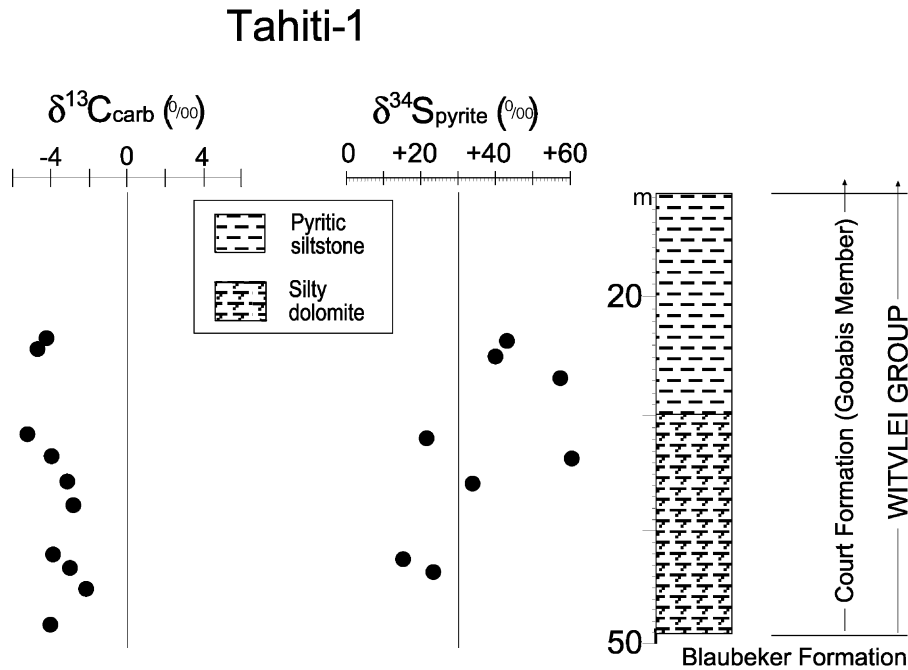 Tahiti-1
δ13Ccarb (0/00)
-4 0 4
δ34Spyrite (0/00)
0 +20 +40 +60
Pyritic
siltstone
Silty
dolomite
m
20
50
Court Formation (Gobabis Member)
WITVLEI GROUP
Blaubeker Formation